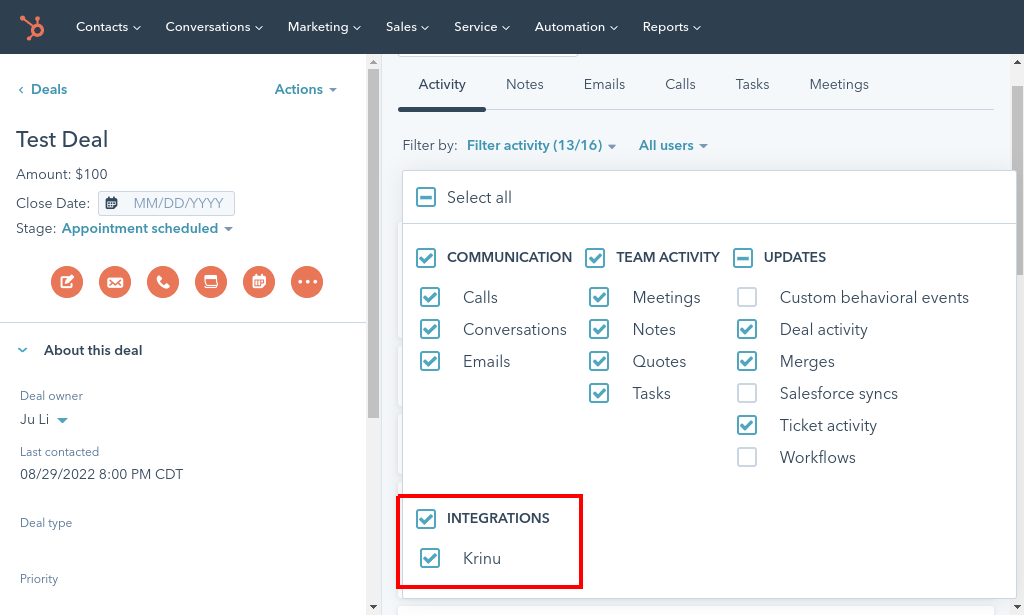 Contacts Conversations Marketing Sales Service Automation Reports
Deals
Actions
Test Deal
Amount: $100
Close Date: MM/DD/YYYY
Stage: Appointment scheduled
About this deal
Deal owner
Ju Li
Last contacted
08/29/2022 8:00 PM CDT
Deal type
Priority
Activity Notes Emails Calls Tasks Meetings
Filter by: Filter activity (13/16) All users
Select all
COMMUNICATION
Calls
Conversations
Emails
TEAM ACTIVITY
Meetings
Notes
Quotes
Tasks
UPDATES
Custom behavioral events
Deal activity
Merges
Salesforce syncs
Ticket activity
Workflows
INTEGRATIONS
Krinu